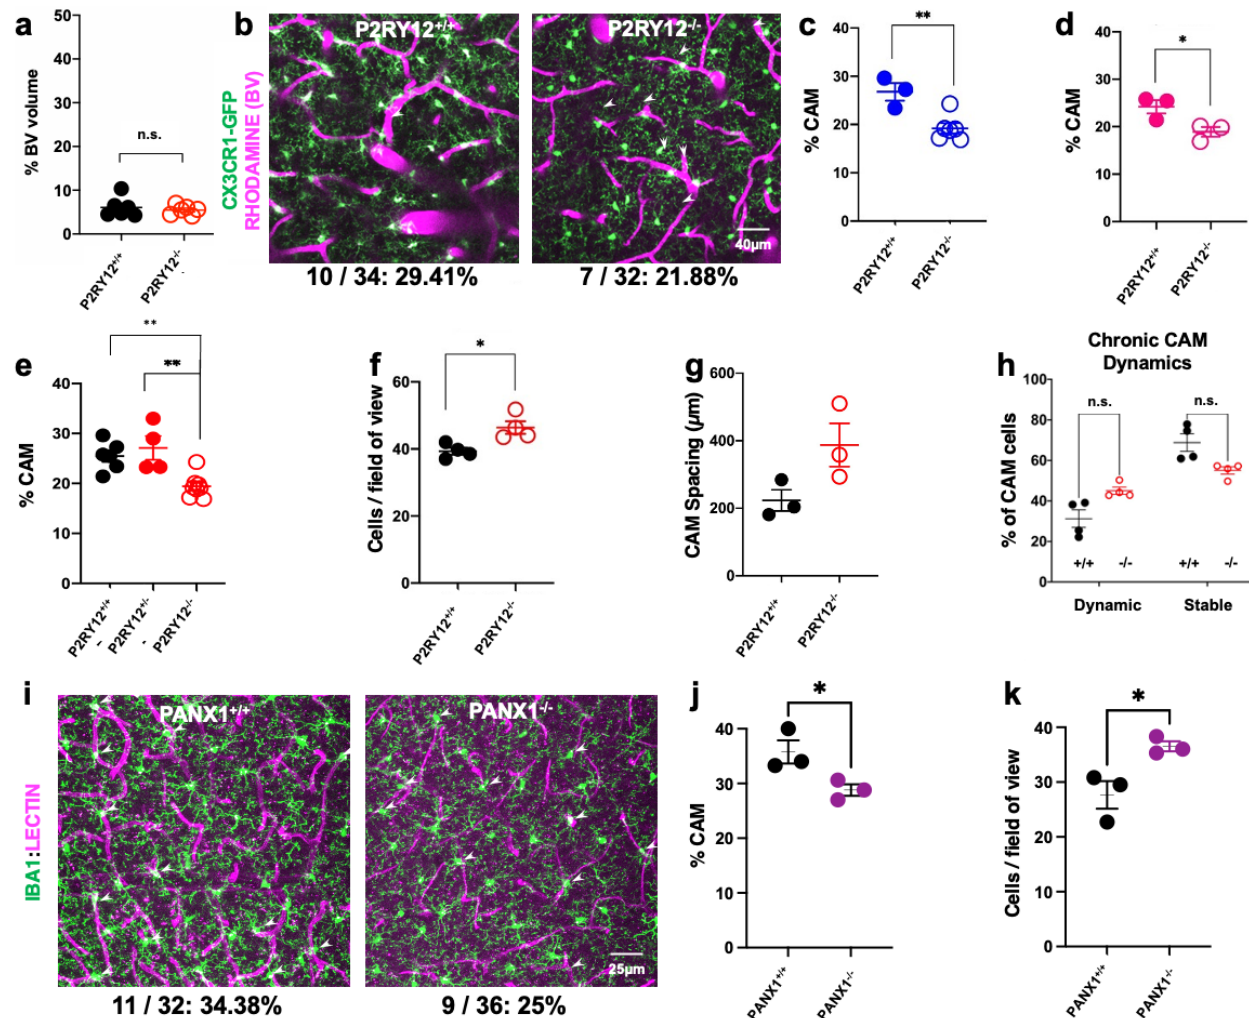 a
% BV volume
50
40
30
20
10
0
n.s.
P2RY12+/+
P2RY12-/-
b
CX3CR1-GFP
RHODAMINE (BV)
P2RY12+/+
P2RY12-/-
40µm
10 / 34: 29.41%
7 / 32: 21.88%
c
% CAM
40
30
20
10
0
**
P2RY12+/+
P2RY12-/-
d
% CAM
40
30
20
10
0
*
P2RY12+/+
P2RY12-/-
e
% CAM
40
30
20
10
0
**
**
P2RY12+/+
P2RY12+/-
P2RY12-/-
f
Cells / field of view
60
40
20
0
*
P2RY12+/+
P2RY12-/-
g
CAM Spacing (µm)
600
400
200
0
P2RY12+/+
P2RY12-/-
h
Chronic CAM
Dynamics
% of CAM cells
100
80
60
40
20
0
n.s.
n.s.
+/+ -/- +/+ -/-
Dynamic Stable
i
IBA1:LECTIN
PANX1+/+
PANX1-/-
25µm
11 / 32: 34.38%
9 / 36: 25%
j
% CAM
40
30
20
10
0
*
PANX1+/+
PANX1-/-
k
Cells / field of view
40
30
20
10
0
*
PANX1+/+
PANX1-/-